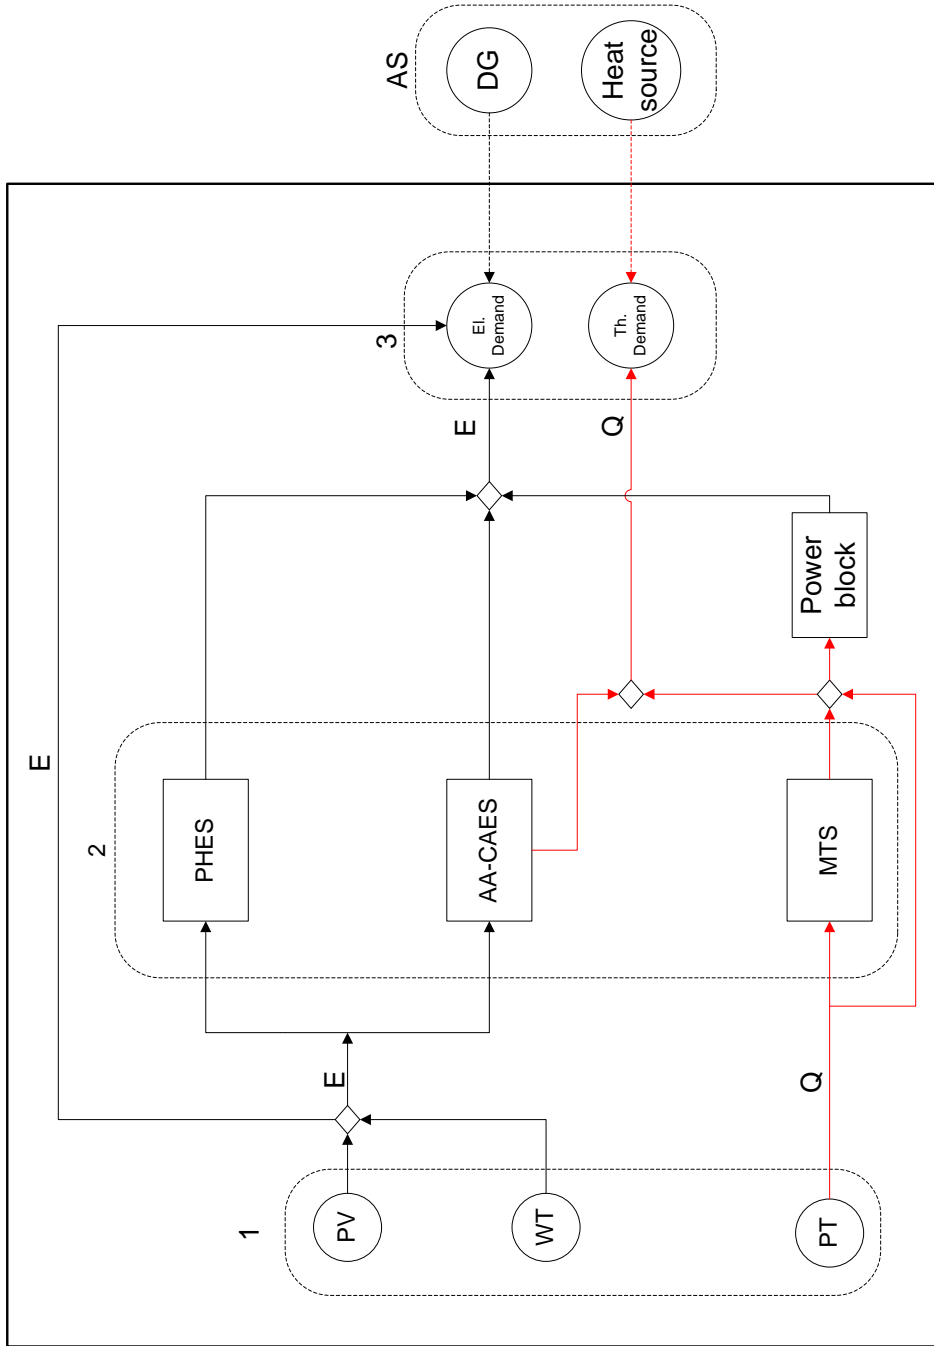 E
2
PHES
1
E
PV
3
AS
E
AA-CAES
El.
Demand
DG
WT
Q
Th.
Demand
Heat
source
Q
PT
MTS
Power
block